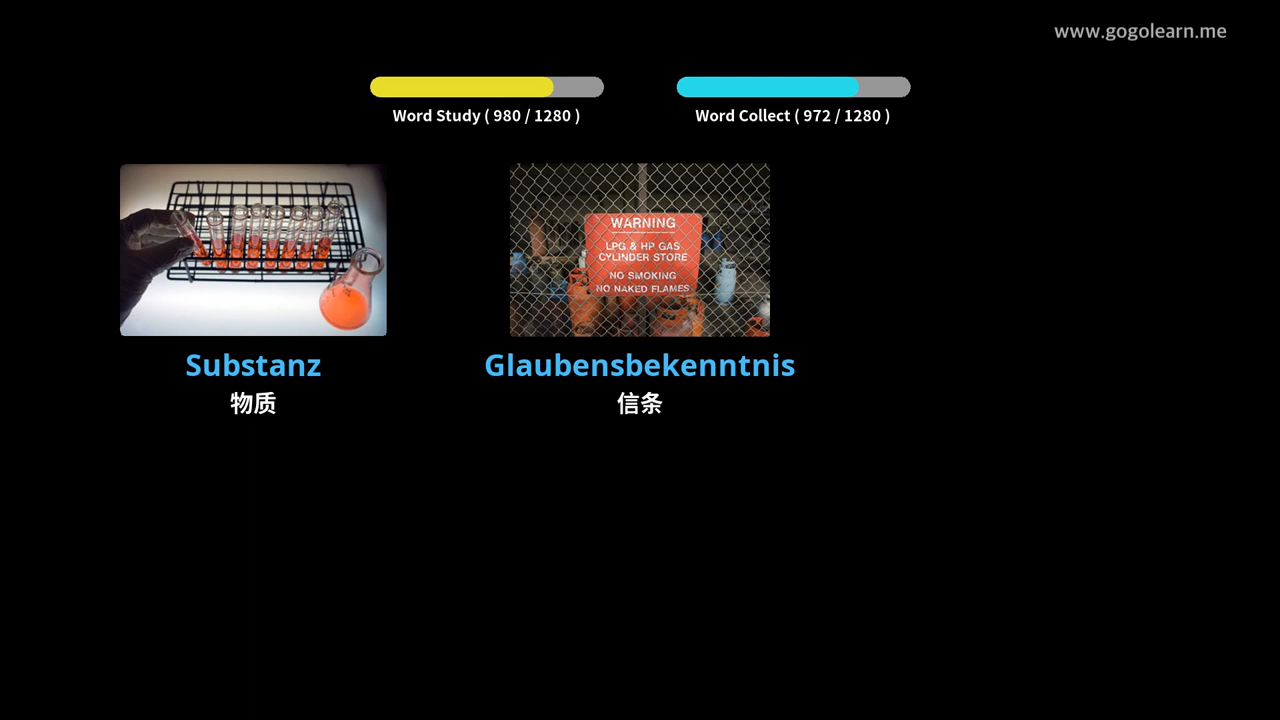 www.gogolearn.me
Word Study ( 980 / 1280 )
Word Collect ( 972 / 1280 )
WARNING
LPG & HP GAS
CYLINDER STORE
NO SMOKING
NO NAKED FLAMES
Substanz
物质
Glaubensbekenntnis
信条